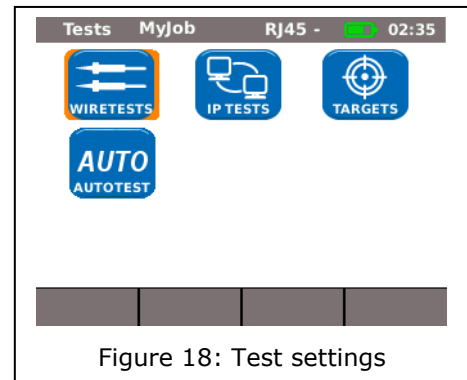 Tests MyJob RJ45 - 02:35
WIRETESTS IP TESTS TARGETS
AUTO
AUTOTEST
Figure 18: Test settings